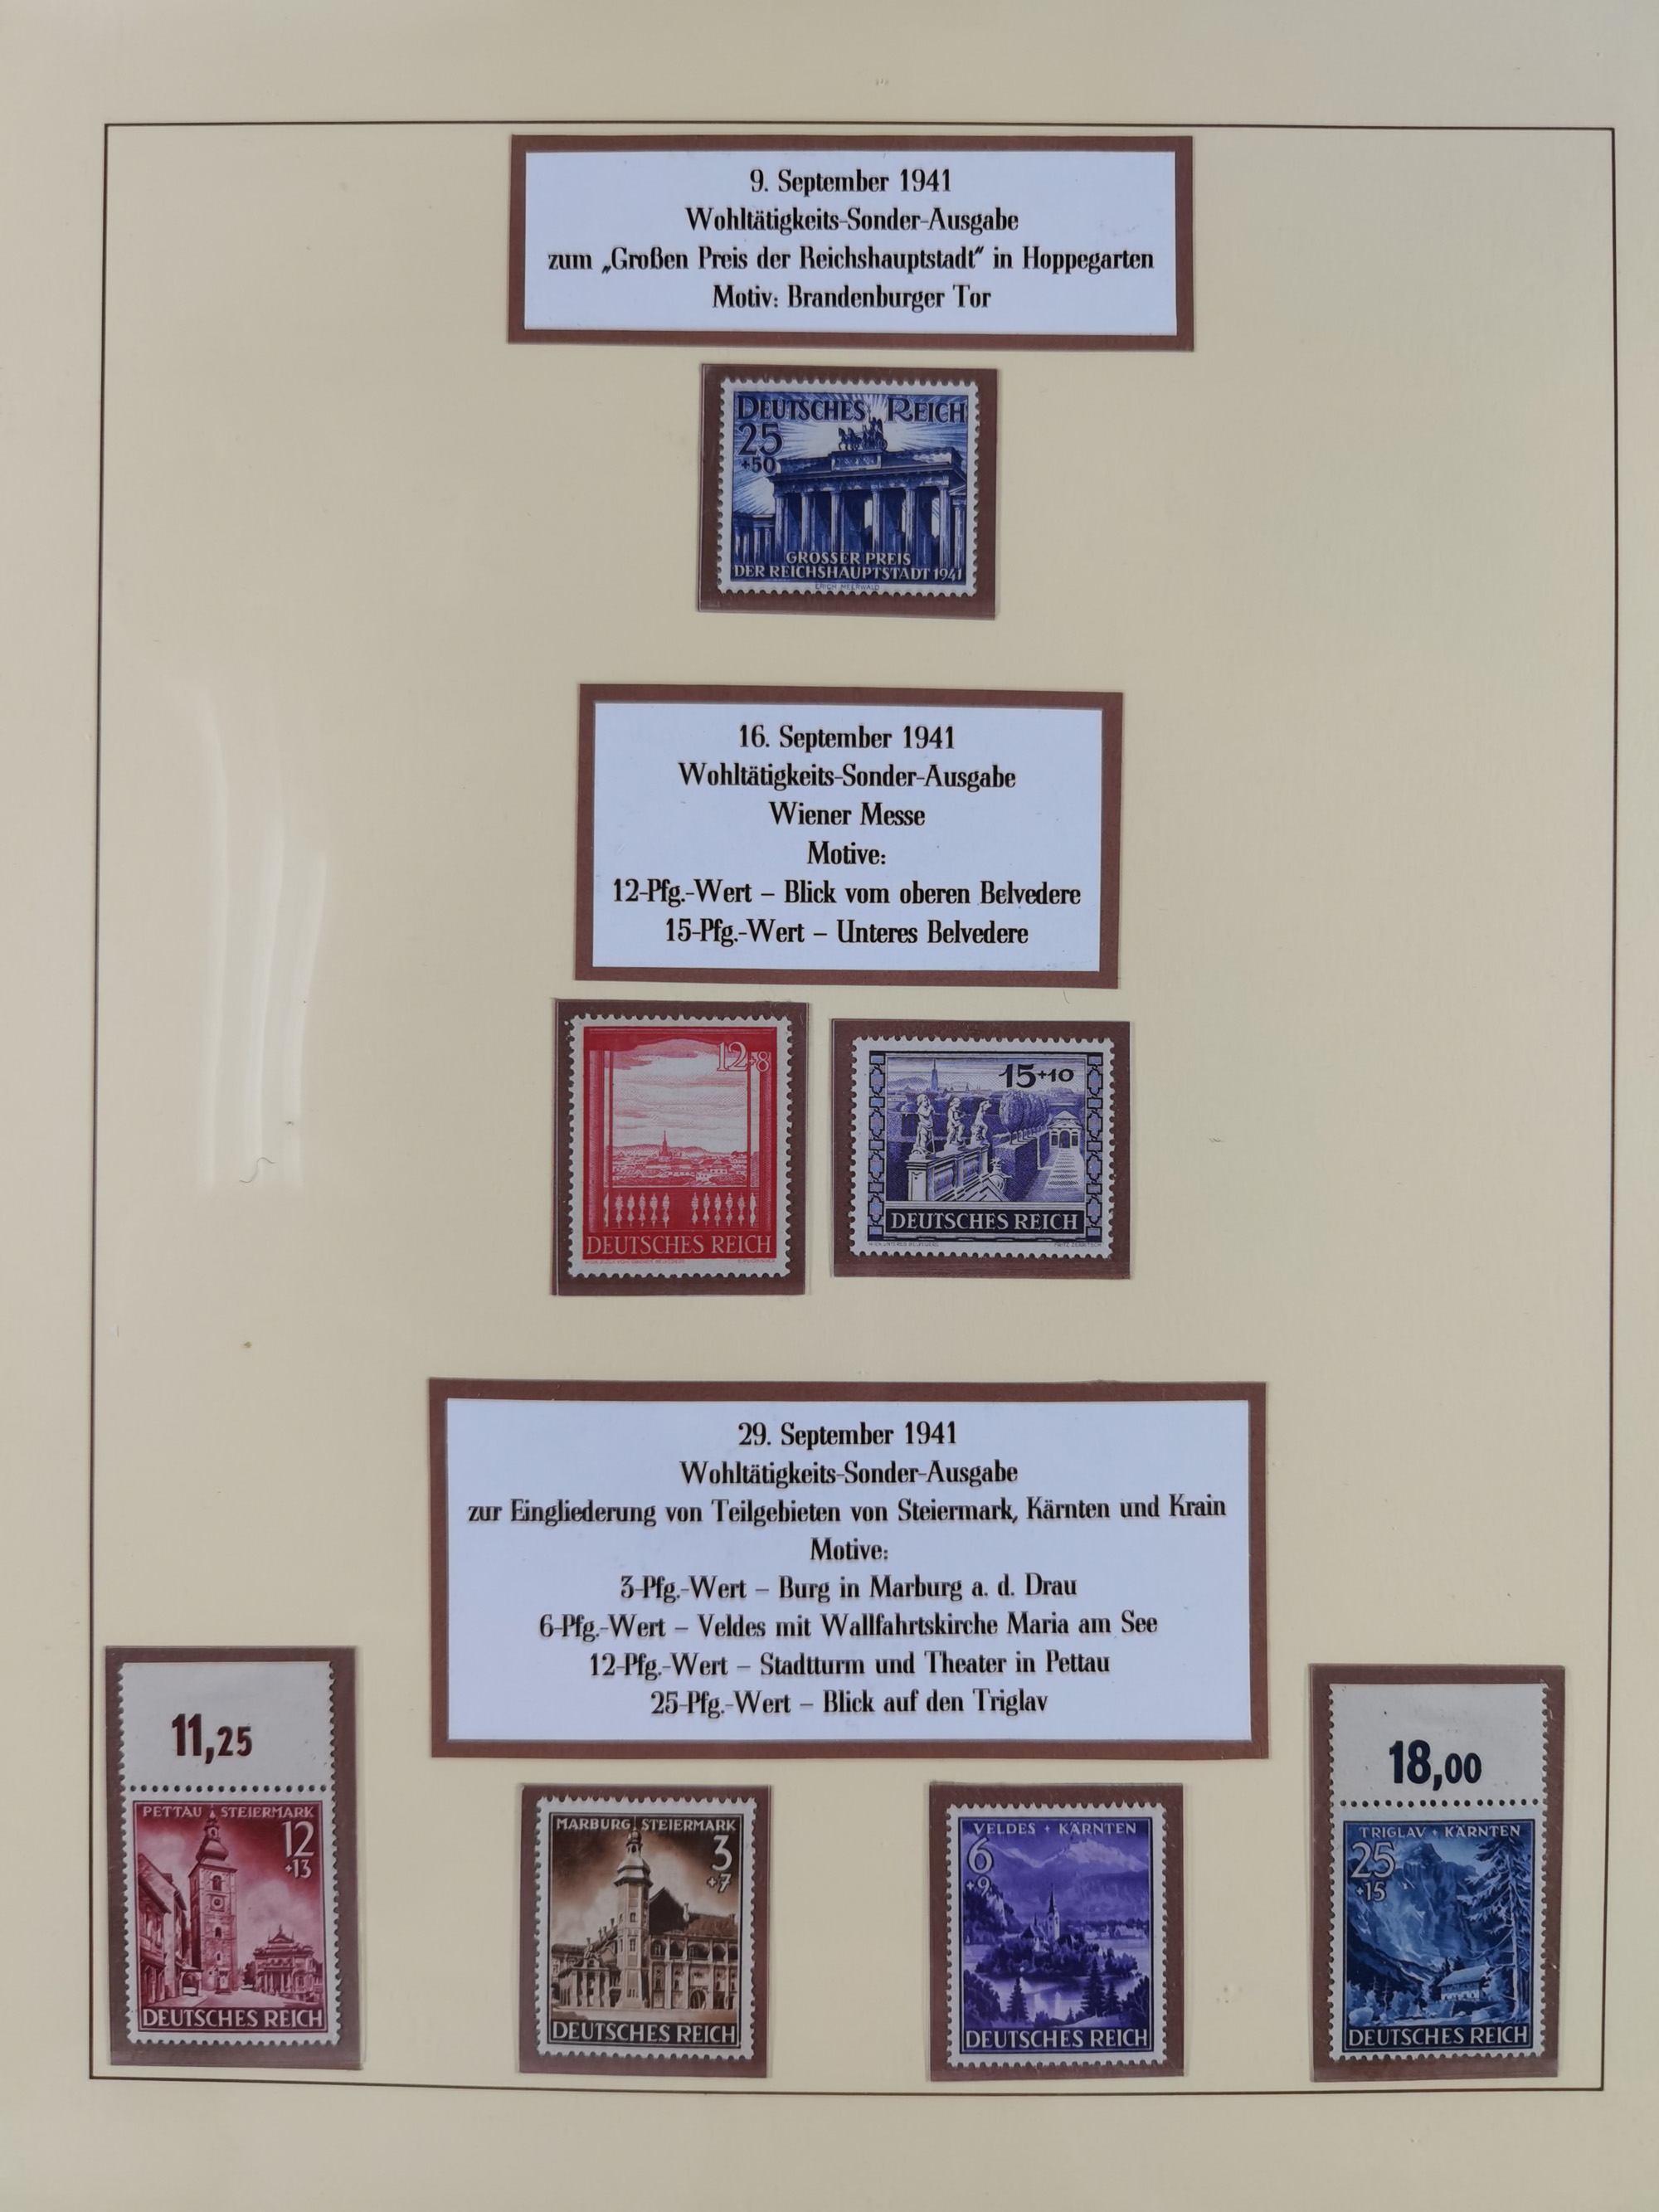 9. September 1941
Wohltätigkeits-Sonder-Ausgabe
zum „Großen Preis der Reichshauptstadt“ in Hoppegarten
Motiv: Brandenburger Tor
DEUTSCHES REICH
25
+50
GROSSER PREIS
DER REICHSHAUPTSTADT 1941
ERICH MEERWALD
16. September 1941
Wohltätigkeits-Sonder-Ausgabe
Wiener Messe
Motive:
12-Pfg.-Wert – Blick vom oberen Belvedere
15-Pfg.-Wert – Unteres Belvedere
12+8
DEUTSCHES REICH
15+10
DEUTSCHES REICH
29. September 1941
Wohltätigkeits-Sonder-Ausgabe
zur Eingliederung von Teilgebieten von Steiermark, Kärnten und Krain
Motive:
3-Pfg.-Wert – Burg in Marburg a. d. Drau
6-Pfg.-Wert – Veldes mit Wallfahrtskirche Maria am See
12-Pfg.-Wert – Stadtturm und Theater in Pettau
25-Pfg.-Wert – Blick auf den Triglav
11,25
PETTAU STEIERMARK
12
+13
DEUTSCHES REICH
MARBURG STEIERMARK
3
+7
DEUTSCHES REICH
VELDES + KÄRNTEN
6
+9
DEUTSCHES REICH
18,00
TRIGLAV + KÄRNTEN
25
+15
DEUTSCHES REICH